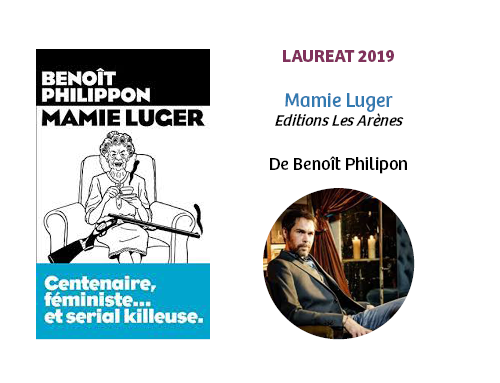 BENOÎT
PHILIPPON
MAMIE LUGER
Centenaire,
féministe...
et serial killeuse.
LAUREAT 2019
Mamie Luger
Editions Les Arènes
De Benoît Philipon